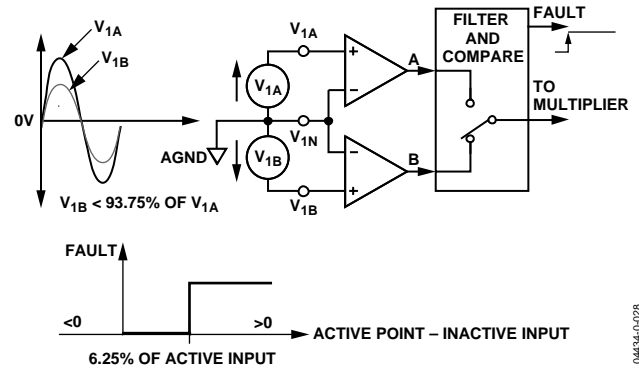 V1A
V1B
0V
V1B < 93.75% OF V1A
V1A
V1A
V1N
AGND
V1B
V1B
+
–
–
+
A
B
FILTER
AND
COMPARE
FAULT
TO
MULTIPLIER
FAULT
<0
>0
ACTIVE POINT – INACTIVE INPUT
6.25% OF ACTIVE INPUT
04434-0-028